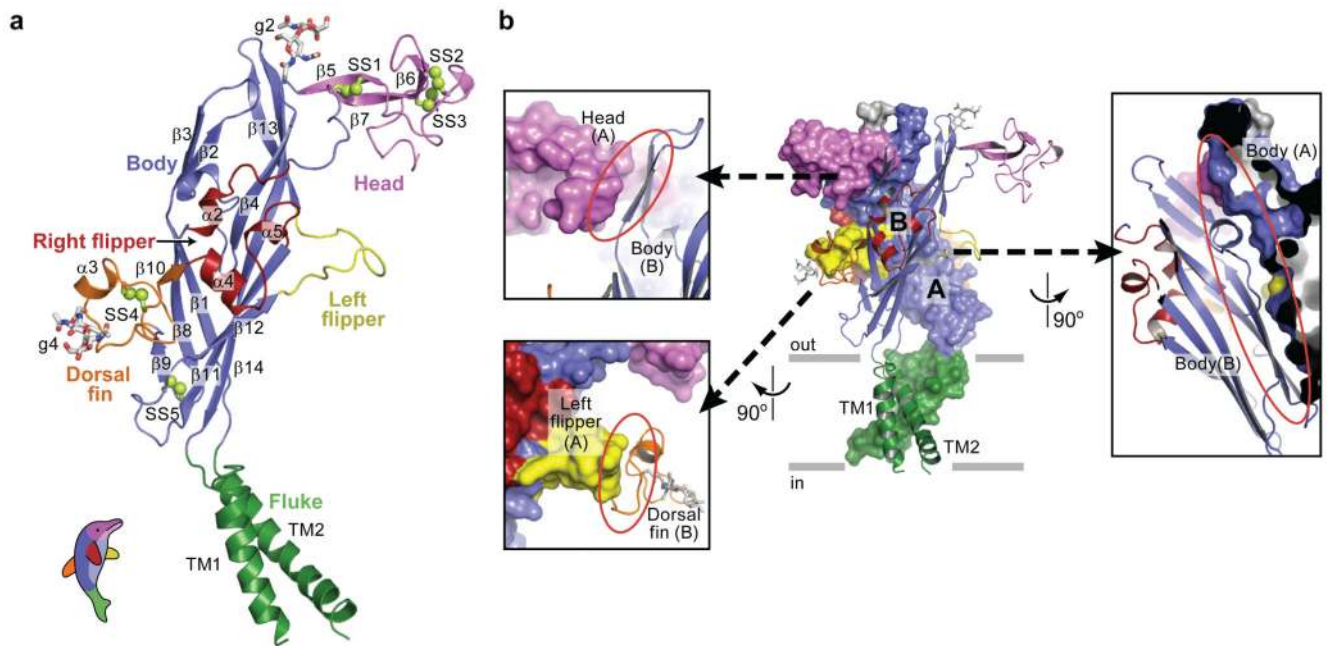 a
g2
β5
SS1
β6
SS2
SS3
β7
β3
β13
β2
Body
Head
β4
α2
α5
Right flipper
α3
β10
α4
Left
flipper
SS4
β1
g4
β8
β12
Dorsal
fin
β9
β11
β14
SS5
Fluke
TM2
TM1
b
Head
(A)
Body
(B)
B
A
Body (A)
Body(B)
90°
out
TM1
TM2
in
90°
Left
flipper
(A)
Dorsal
fin (B)